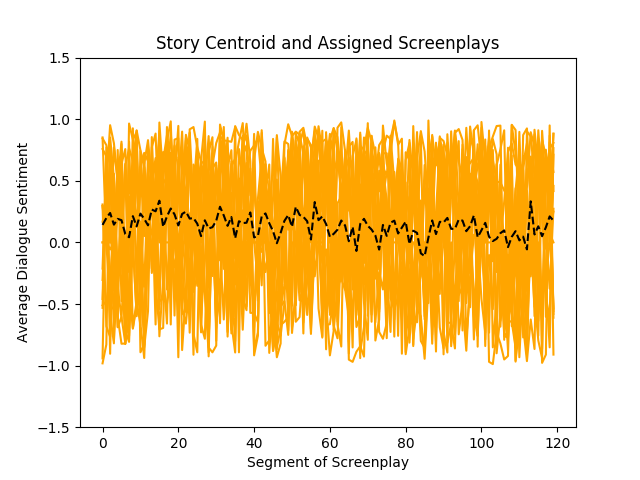 Story Centroid and Assigned Screenplays
1.5
1.0
0.5
0.0
−0.5
−1.0
−1.5
Average Dialogue Sentiment
0 20 40 60 80 100 120
Segment of Screenplay